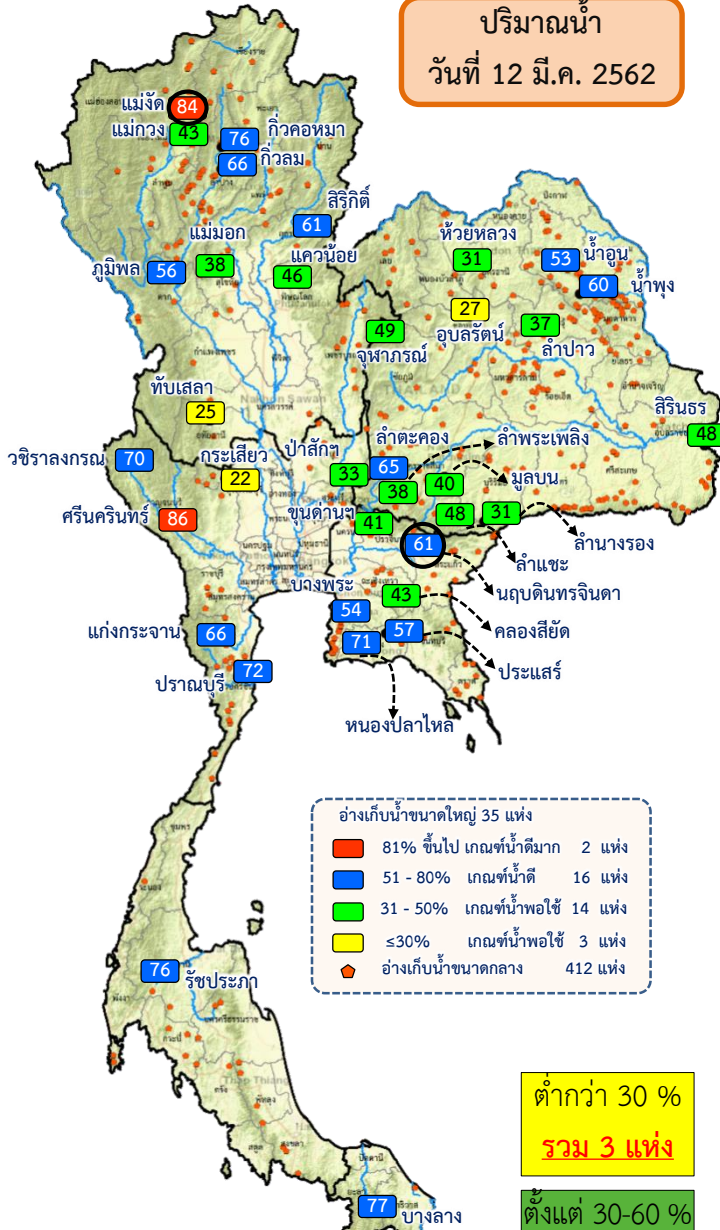 ปริมาณน้ำ
วันที่ 12 มี.ค. 2562
แม่งัด 84
แม่กวง 43
76 กิ่วคอหมา
66 กิ่วลม
สิริกิติ์
61
แม่มอก
38
แควน้อย
46
ภูมิพล 56
ห้วยหลวง
31
53 น้ำอูน
60 น้ำพุง
27
อุบลรัตน์
37
ลำปาว
49
จุฬาภรณ์
ทับเสลา
25
สิรินธร
48
วชิราลงกรณ 70
กระเสียว
22
ป่าสักฯ
33
ลำตะคอง
65
ลำพระเพลิง
38
40
มูลบน
ศรีนครินทร์ 86
ขุนด่านฯ
41
48
31
ลำนางรอง
ลำแชะ
61
นฤบดินทรจินดา
บางพระ
54
43
คลองสียัด
แก่งกระจาน 66
71
57
ประแสร์
ปราณบุรี 72
หนองปลาไหล
อ่างเก็บน้ำขนาดใหญ่ 35 แห่ง
81% ขึ้นไป เกณฑ์น้ำดีมาก 2 แห่ง
51 - 80% เกณฑ์น้ำดี 16 แห่ง
31 - 50% เกณฑ์น้ำพอใช้ 14 แห่ง
≤30% เกณฑ์น้ำพอใช้ 3 แห่ง
อ่างเก็บน้ำขนาดกลาง 412 แห่ง
76
รัชประภา
ต่ำกว่า 30 %
รวม 3 แห่ง
ตั้งแต่ 30-60 %
77 บางลาง